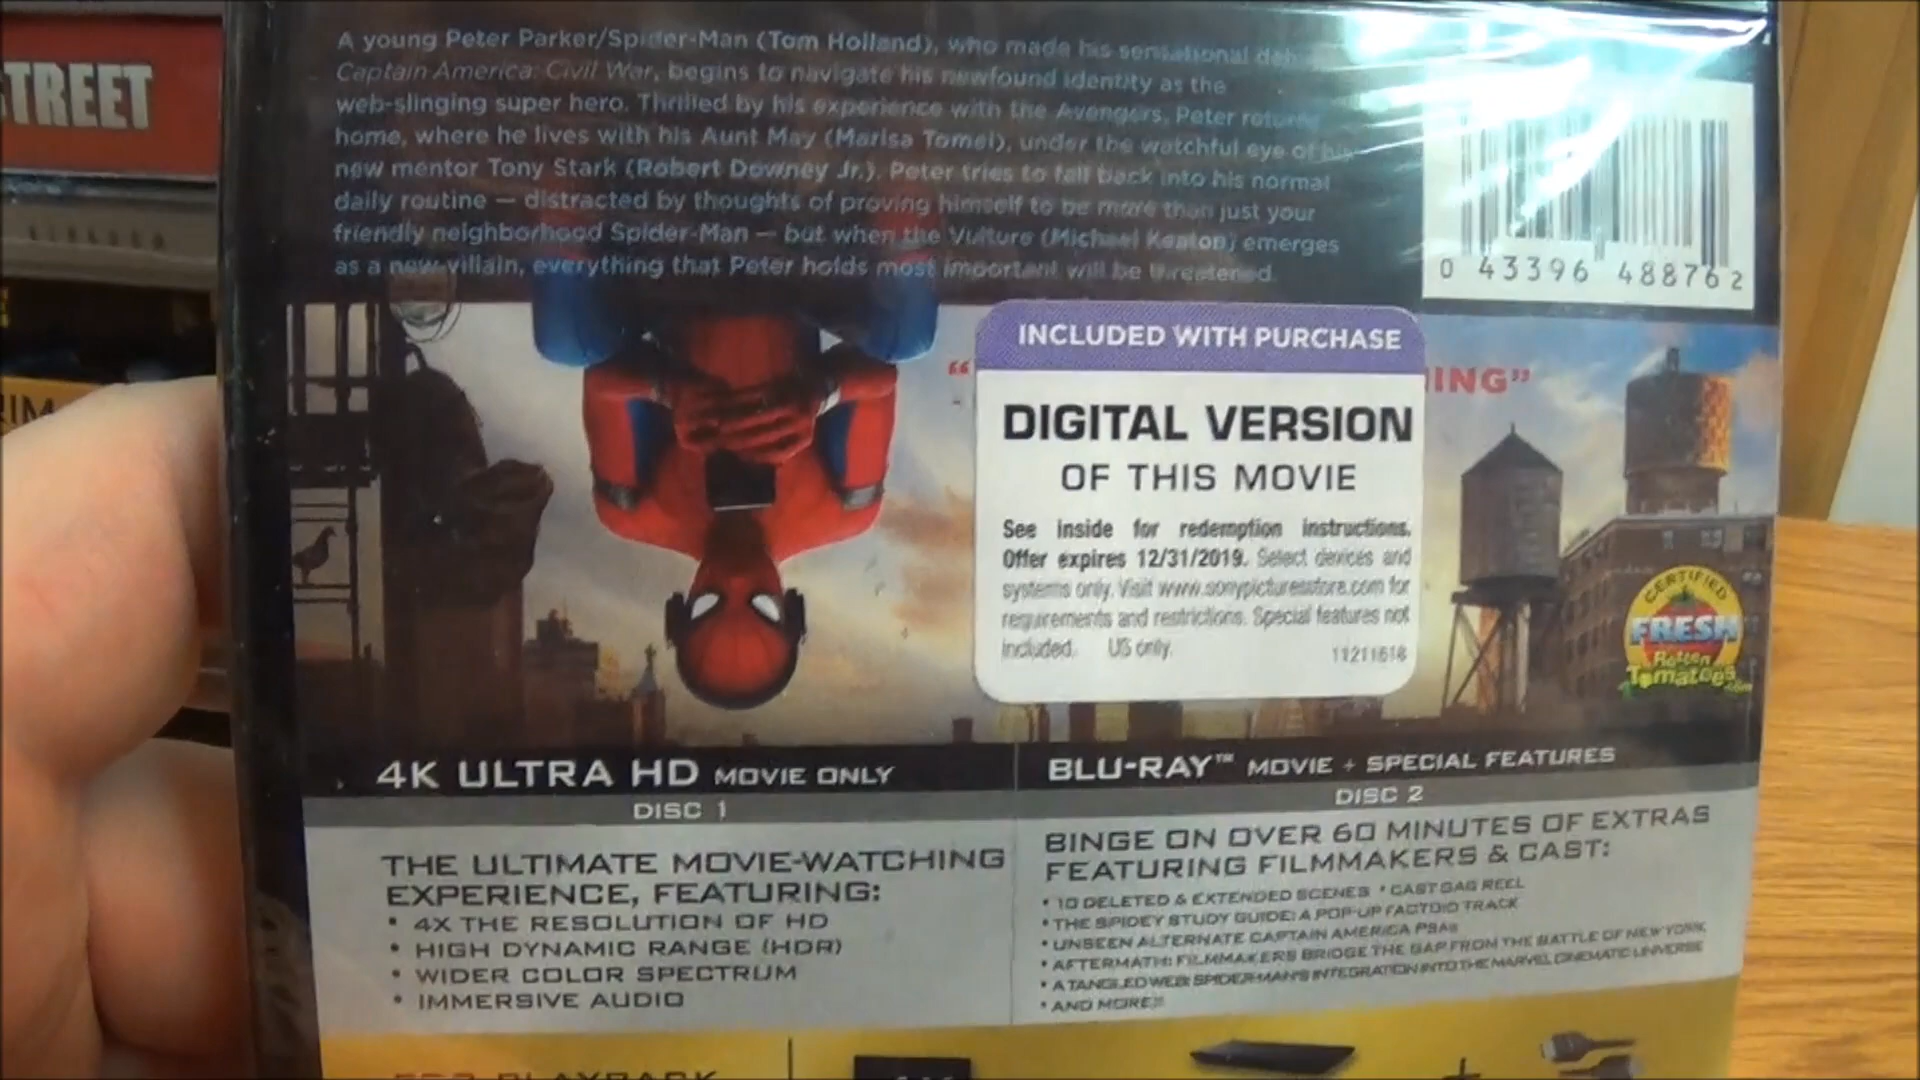 STREET
RIM
A young Peter Parker/Spider-Man (Tom Holland), who made his sensational
Captain America: Civil War, begins to navigate his newfound identity as the
web-slinging super hero. Thrilled by his experience with the Avengers, Peter returns
home, where he lives with his Aunt May (Marisa Tomei), under the watchful eye of his
new mentor Tony Stark (Robert Downey Jr.). Peter tries to fall back into his normal
daily routine — distracted by thoughts of proving himself to be more than just your
friendly neighborhood Spider-Man — but when the Vulture (Michael Keaton) emerges
as a new villain, everything that Peter holds most important will be threatened.
0 43396 48876 2
INCLUDED WITH PURCHASE
“ ING”
DIGITAL VERSION
OF THIS MOVIE
See inside for redemption instructions.
Offer expires 12/31/2019. Select devices and
systems only. Visit www.sonypicturesstore.com for
requirements and restrictions. Special features not
included. US only.
11211618
CERTIFIED
FRESH
Rotten
Tomatoes.com
4K ULTRA HD MOVIE ONLY
DISC 1
THE ULTIMATE MOVIE-WATCHING
EXPERIENCE, FEATURING:
• 4X THE RESOLUTION OF HD
• HIGH DYNAMIC RANGE (HDR)
• WIDER COLOR SPECTRUM
• IMMERSIVE AUDIO
BLU-RAY™ MOVIE + SPECIAL FEATURES
DISC 2
BINGE ON OVER 60 MINUTES OF EXTRAS
FEATURING FILMMAKERS & CAST:
• 10 DELETED & EXTENDED SCENES • CAST GAG REEL
• THE SPIDEY STUDY GUIDE: A POP-UP FACTOID TRACK
• UNSEEN ALTERNATE CAPTAIN AMERICA PSAs
• AFTERMATH: FILMMAKERS BRIDGE THE GAP FROM THE BATTLE OF NEW YORK
• A TANGLED WEB: SPIDER-MAN'S INTEGRATION INTO THE MARVEL CINEMATIC UNIVERSE
• AND MORE!!
PLAYBACK
4K
+